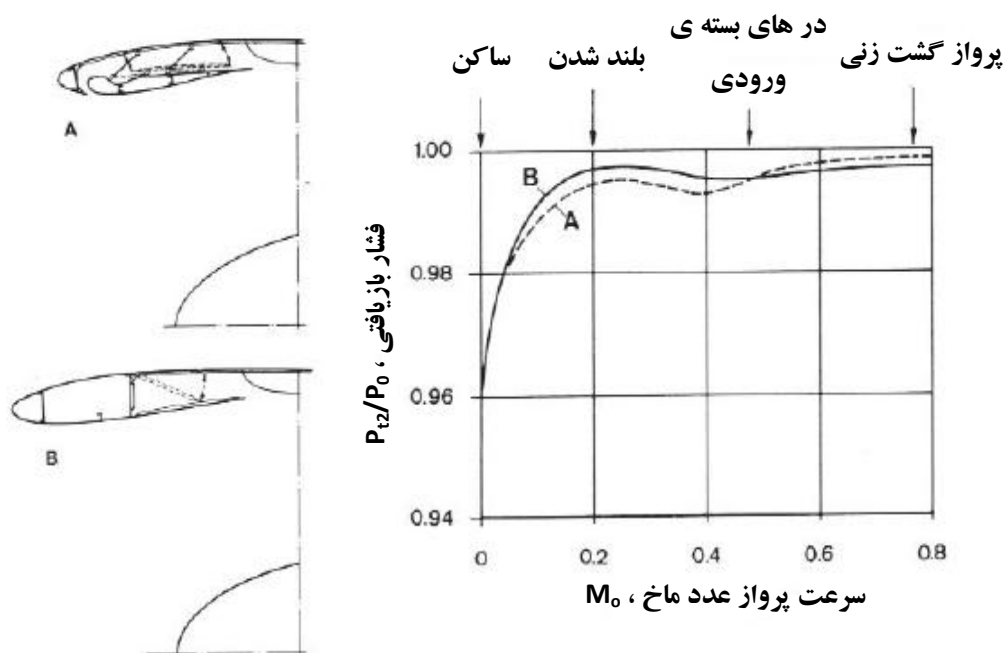 ساکن
بلند شدن
در های بسته ی
ورودی
پرواز گشت زنی
A
B
فشار بازیافتی ، Pt2/P0
1.00
0.98
0.96
0.94
B
A
0
0.2
0.4
0.6
0.8
سرعت پرواز عدد ماخ ، M₀